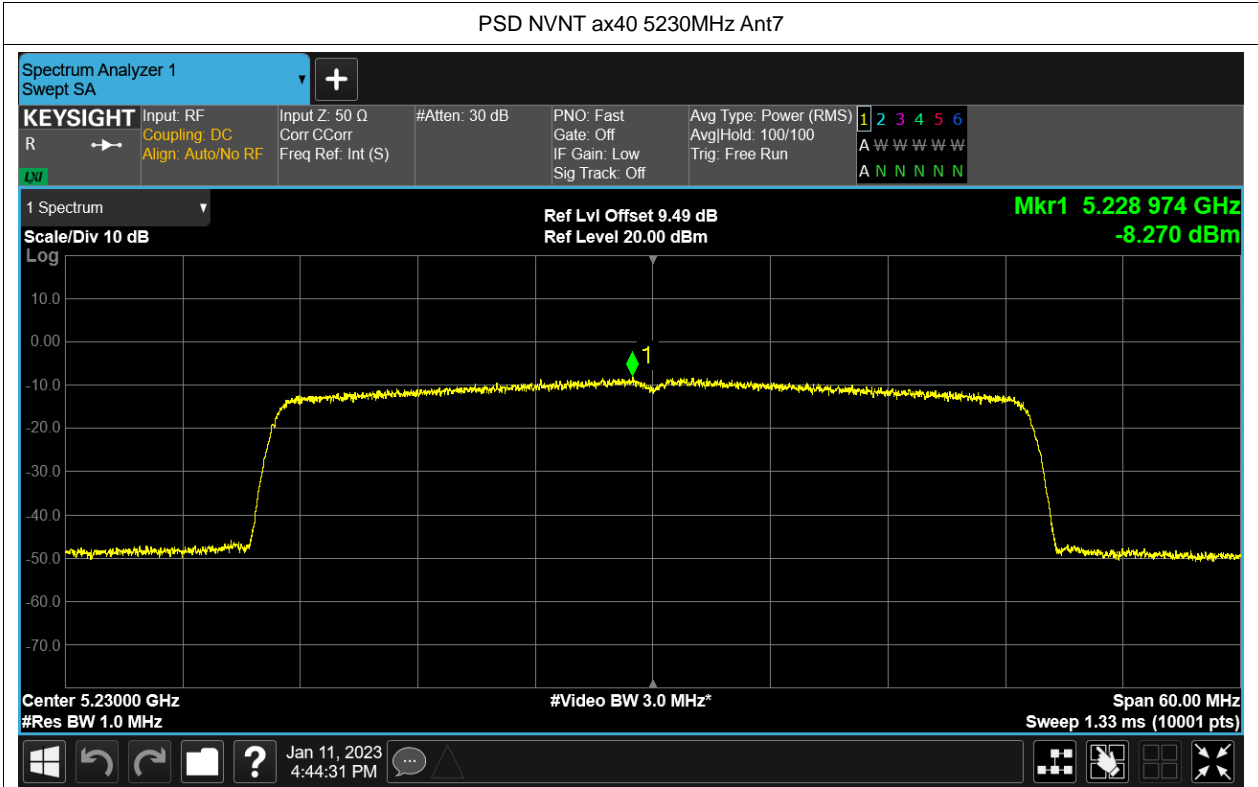 PSD NVNT ax40 5230MHz Ant7
Spectrum Analyzer 1
Swept SA
KEYSIGHT
R
LXI
Input: RF
Coupling: DC
Align: Auto/No RF
Input Z: 50 Ω
Corr CCorr
Freq Ref: Int (S)
#Atten: 30 dB
PNO: Fast
Gate: Off
IF Gain: Low
Sig Track: Off
Avg Type: Power (RMS)
Avg|Hold: 100/100
Trig: Free Run
1 2 3 4 5 6
A W W W W W
A N N N N N
1 Spectrum
Scale/Div 10 dB
Log
Ref Lvl Offset 9.49 dB
Ref Level 20.00 dBm
Mkr1 5.228 974 GHz
-8.270 dBm
10.0
0.00
-10.0
-20.0
-30.0
-40.0
-50.0
-60.0
-70.0
1
Center 5.23000 GHz
#Res BW 1.0 MHz
#Video BW 3.0 MHz*
Span 60.00 MHz
Sweep 1.33 ms (10001 pts)
?
Jan 11, 2023
4:44:31 PM